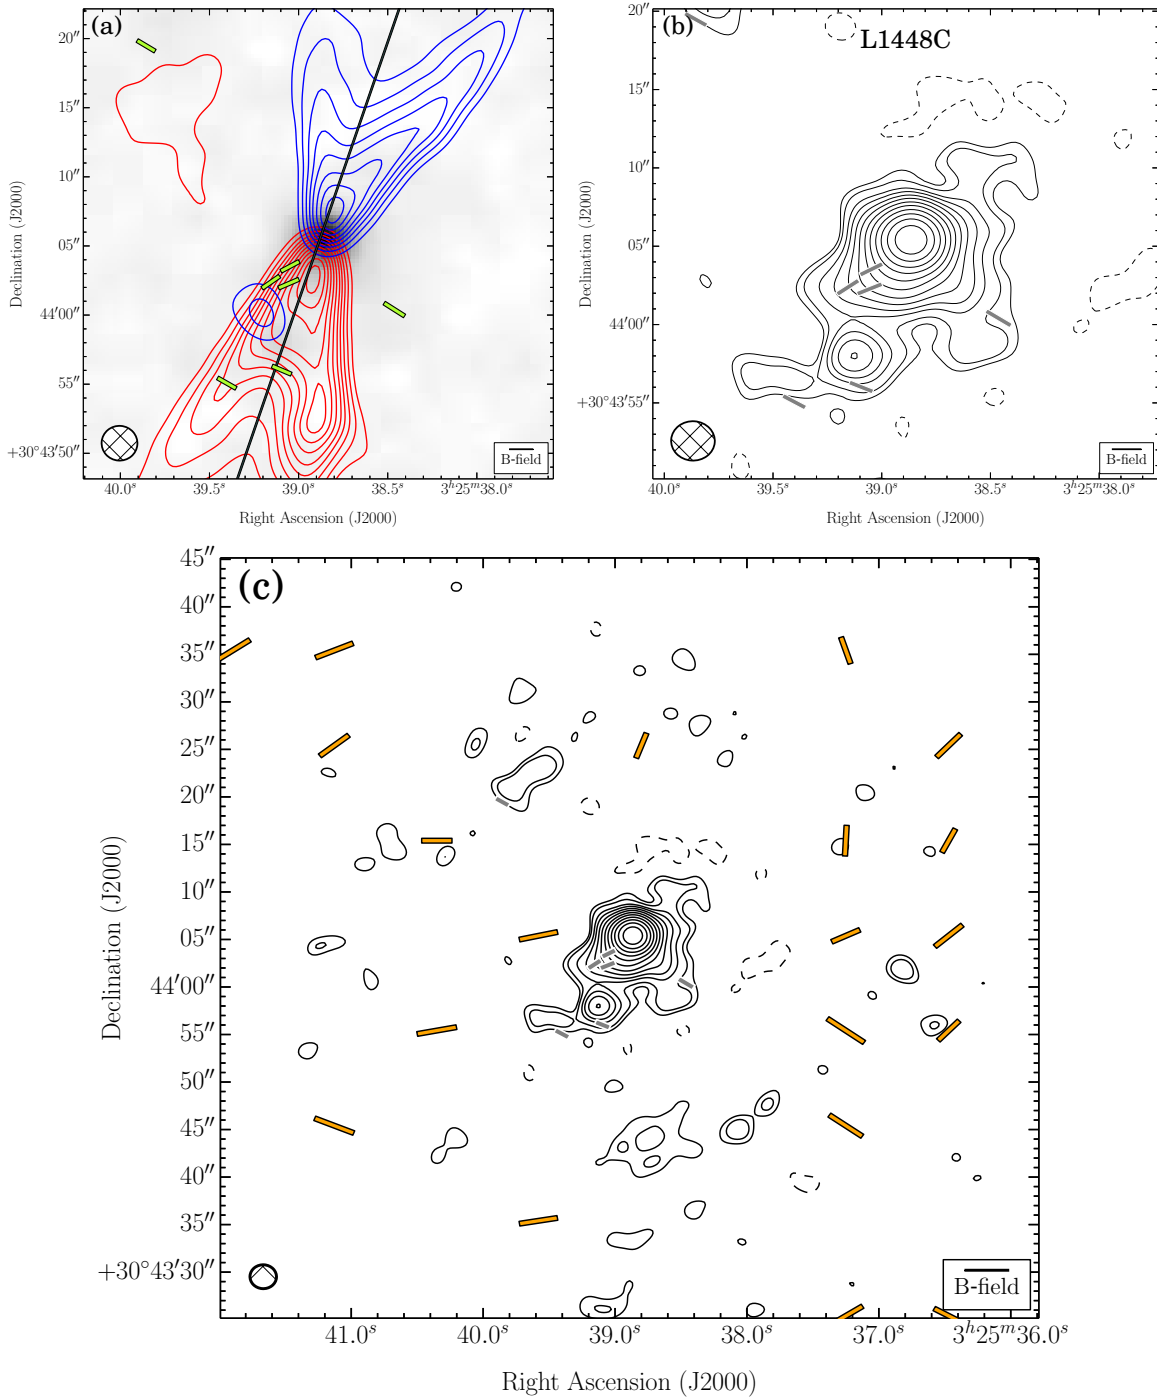 (a)
20″
15″
10″
05″
44′00″
55″
+30°43′50″
Declination (J2000)
40.0ˢ
39.5ˢ
39.0ˢ
38.5ˢ
3ʰ25ᵐ38.0ˢ
Right Ascension (J2000)
B-field
(b)
L1448C
20″
15″
10″
05″
44′00″
+30°43′55″
Declination (J2000)
40.0ˢ
39.5ˢ
39.0ˢ
38.5ˢ
3ʰ25ᵐ38.0ˢ
Right Ascension (J2000)
B-field
(c)
45″
40″
35″
30″
25″
20″
15″
10″
05″
44′00″
55″
50″
45″
40″
35″
+30°43′30″
Declination (J2000)
41.0ˢ
40.0ˢ
39.0ˢ
38.0ˢ
37.0ˢ
3ʰ25ᵐ36.0ˢ
Right Ascension (J2000)
B-field